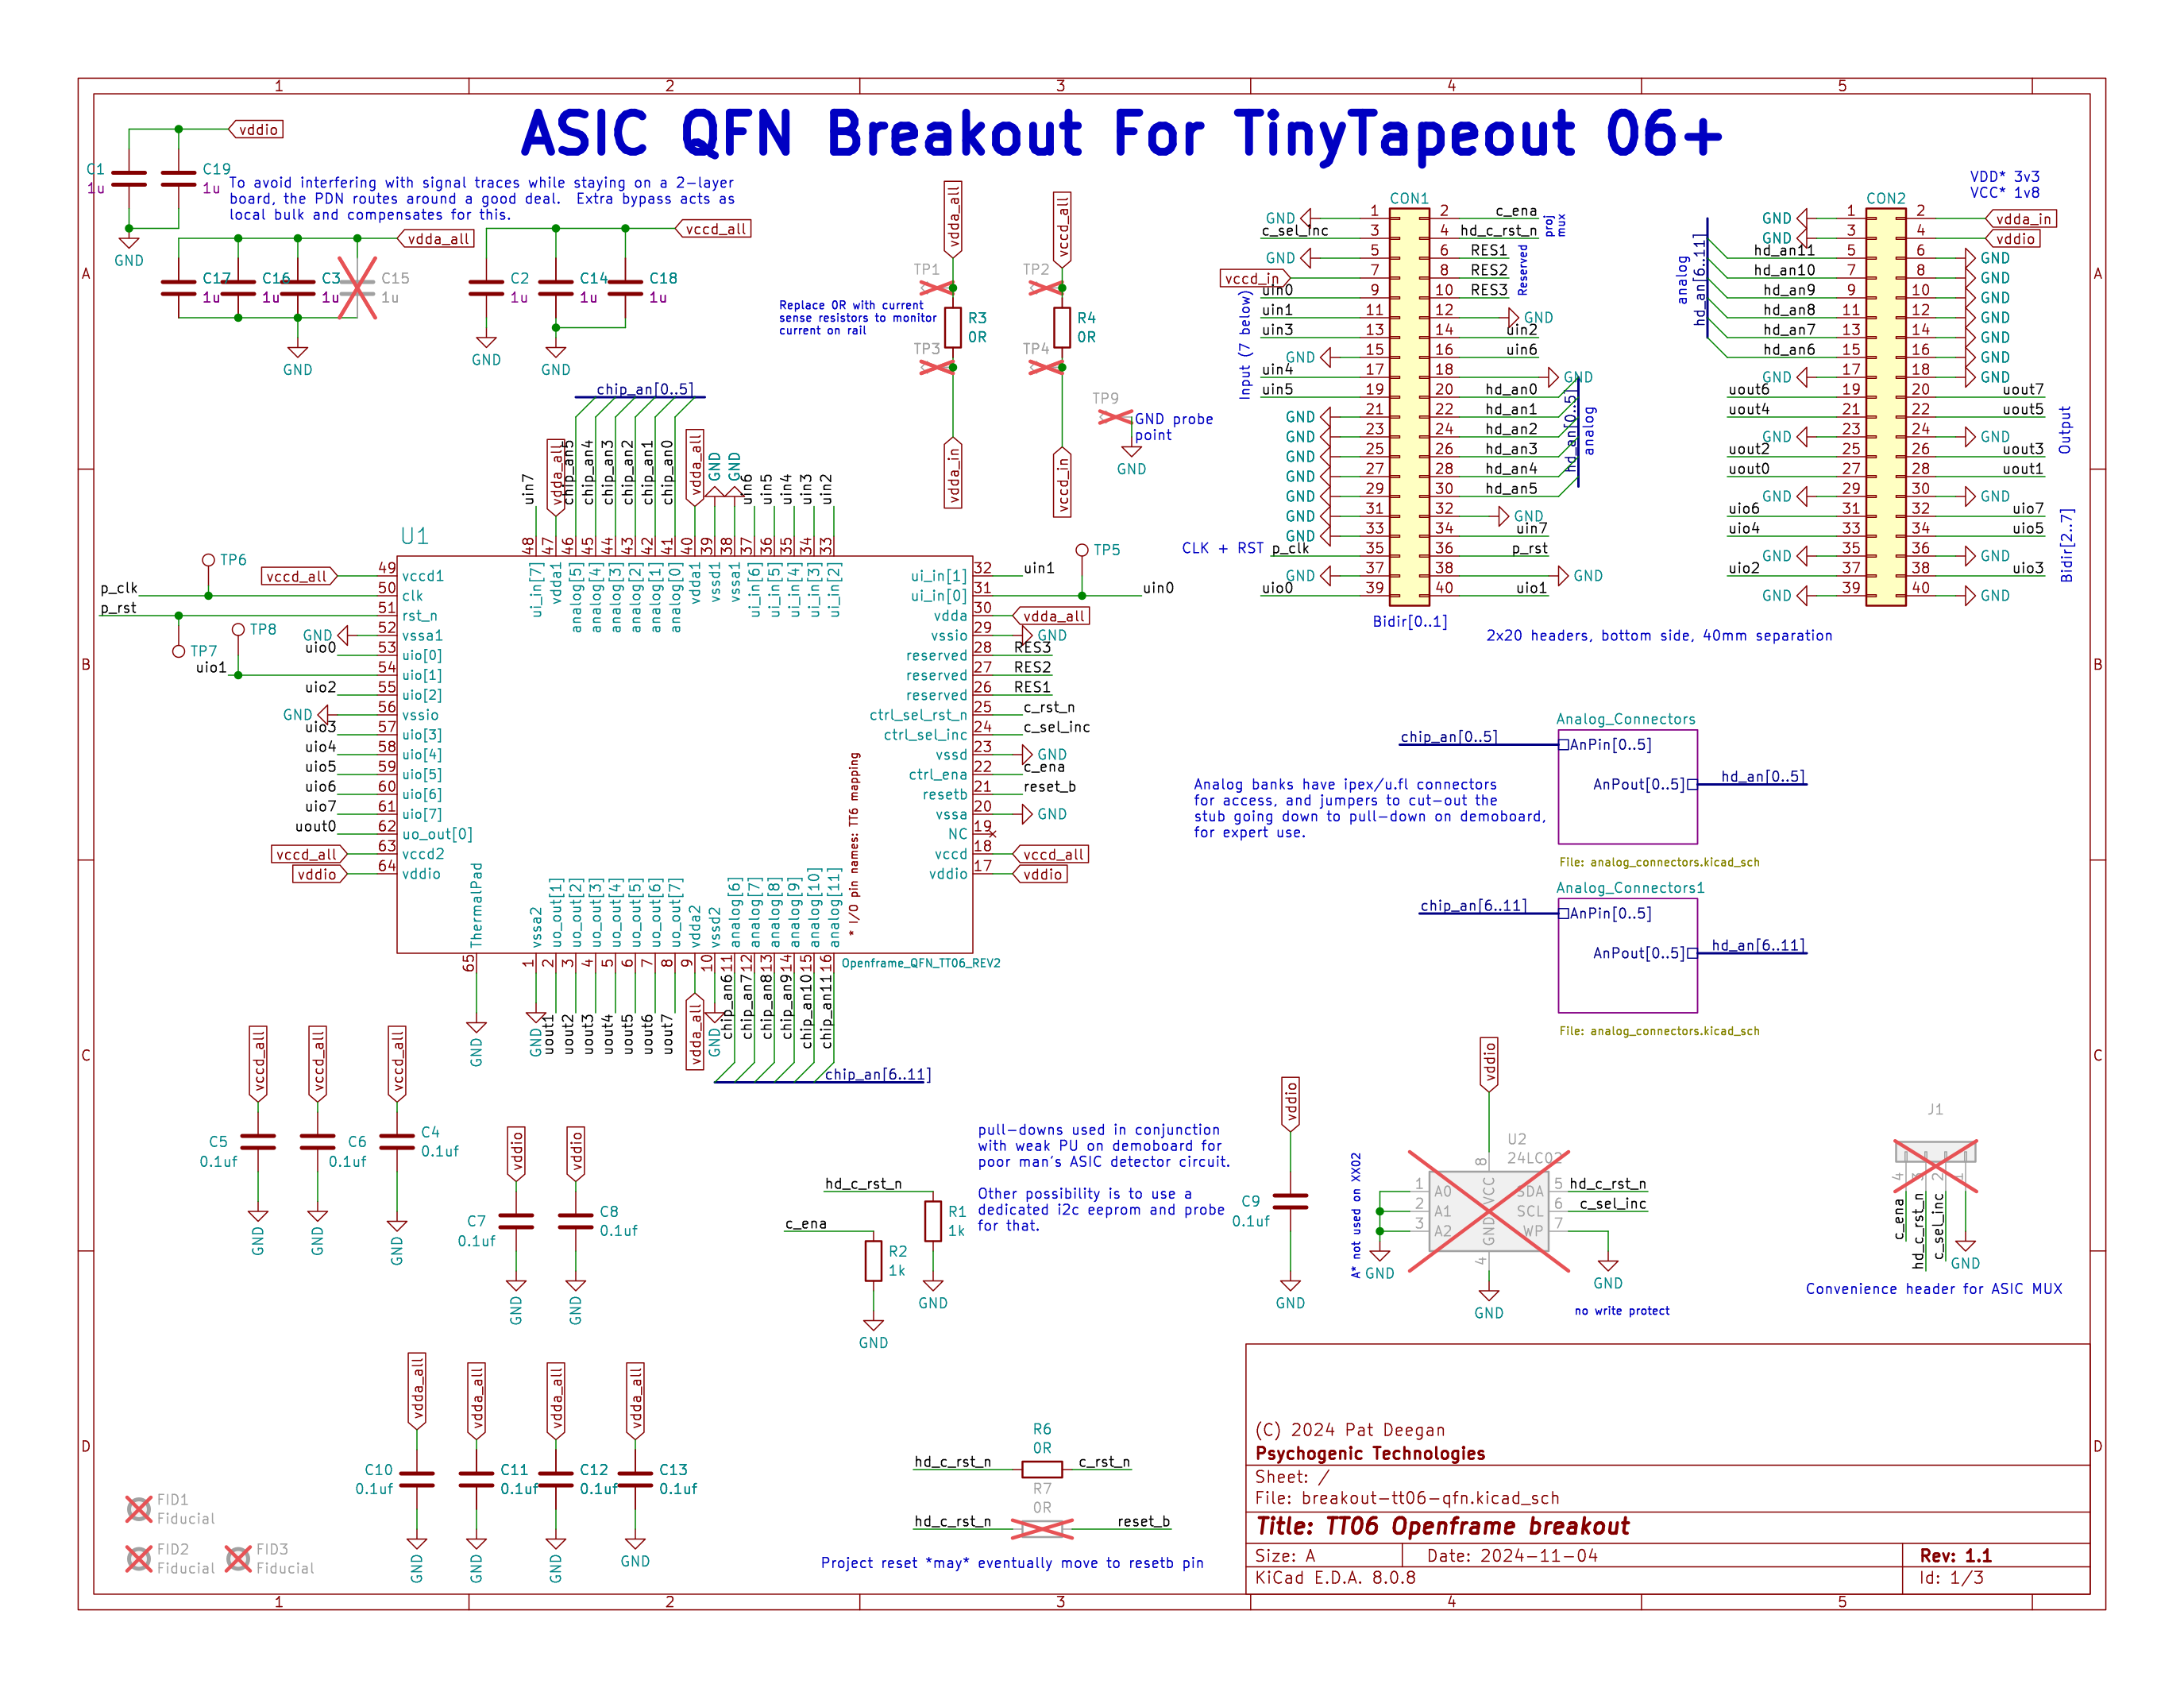 ASIC QFN Breakout For TinyTapeout 06+
1 2 3 4 5
A B C D
vddio
C1
1u
C19
1u
GND
To avoid interfering with signal traces while staying on a 2-layer
board, the PDN routes around a good deal.  Extra bypass acts as
local bulk and compensates for this.
vdda_all
C17
1u
C16
1u
C3
1u
C15
1u
GND
vccd_all
C2
1u
C14
1u
C18
1u
GND
GND
Replace 0R with current
sense resistors to monitor
current on rail
vdda_all
TP1
R3
0R
TP3
vdda_in
vccd_all
TP2
R4
0R
TP4
vccd_in
TP9
GND probe
point
GND
CON1
proj
mux
Reserved
Input (7 below)
GND 1 2 c_ena
c_sel_inc 3 4 hd_c_rst_n
GND 5 6 RES1
vccd_in 7 8 RES2
uin0 9 10 RES3
uin1 11 12 GND
uin3 13 14 uin2
GND 15 16 uin6
uin4 17 18 GND
uin5 19 20 hd_an0
GND 21 22 hd_an1
GND 23 24 hd_an2
GND 25 26 hd_an3
GND 27 28 hd_an4
GND 29 30 hd_an5
GND 31 32 GND
GND 33 34 uin7
CLK + RST p_clk 35 36 p_rst
GND 37 38 GND
uio0 39 40 uio1
hd_an[0..5]
analog
Bidir[0..1]
2x20 headers, bottom side, 40mm separation
VDD* 3v3
VCC* 1v8
CON2
analog
hd_an[6..11]
GND 1 2 vdda_in
GND 3 4 vddio
hd_an11 5 6 GND
hd_an10 7 8 GND
hd_an9 9 10 GND
hd_an8 11 12 GND
hd_an7 13 14 GND
hd_an6 15 16 GND
GND 17 18 GND
uout6 19 20 uout7
uout4 21 22 uout5
GND 23 24 GND
uout2 25 26 uout3
uout0 27 28 uout1
GND 29 30 GND
uio6 31 32 uio7
uio4 33 34 uio5
GND 35 36 GND
uio2 37 38 uio3
GND 39 40 GND
Output
Bidir[2..7]
chip_an[0..5]
U1
uin7 48 ui_in[7]
vdda_all 47 vdda1
chip_an5 46 analog[5]
chip_an4 45 analog[4]
chip_an3 44 analog[3]
chip_an2 43 analog[2]
chip_an1 42 analog[1]
chip_an0 41 analog[0]
vdda_all 40 vdda1
GND 39 vssd1
GND 38 vssa1
uin6 37 ui_in[6]
uin5 36 ui_in[5]
uin4 35 ui_in[4]
uin3 34 ui_in[3]
uin2 33 ui_in[2]
TP6
TP7
TP8
TP5
vccd_all 49 vccd1
p_clk 50 clk
p_rst 51 rst_n
GND 52 vssa1
uio0 53 uio[0]
uio1 54 uio[1]
uio2 55 uio[2]
GND 56 vssio
uio3 57 uio[3]
uio4 58 uio[4]
uio5 59 uio[5]
uio6 60 uio[6]
uio7 61 uio[7]
uout0 62 uo_out[0]
vccd_all 63 vccd2
vddio 64 vddio
ui_in[1] 32 uin1
ui_in[0] 31 uin0
vdda 30 vdda_all
vssio 29 GND
reserved 28 RES3
reserved 27 RES2
reserved 26 RES1
ctrl_sel_rst_n 25 c_rst_n
ctrl_sel_inc 24 c_sel_inc
vssd 23 GND
ctrl_ena 22 c_ena
resetb 21 reset_b
vssa 20 GND
NC 19
vccd 18 vccd_all
vddio 17 vddio
* I/O pin names: TT6 mapping
Openframe_QFN_TT06_REV2
ThermalPad 65 GND
vssa2 1 GND
uo_out[1] 2 uout1
uo_out[2] 3 uout2
uo_out[3] 4 uout3
uo_out[4] 5 uout4
uo_out[5] 6 uout5
uo_out[6] 7 uout6
uo_out[7] 8 uout7
vdda2 9 vdda_all
vssd2 10 GND
analog[6] 11 chip_an6
analog[7] 12 chip_an7
analog[8] 13 chip_an8
analog[9] 14 chip_an9
analog[10] 15 chip_an10
analog[11] 16 chip_an11
chip_an[6..11]
Analog_Connectors
chip_an[0..5] AnPin[0..5]
AnPout[0..5] hd_an[0..5]
File: analog_connectors.kicad_sch
Analog banks have ipex/u.fl connectors
for access, and jumpers to cut-out the
stub going down to pull-down on demoboard,
for expert use.
Analog_Connectors1
chip_an[6..11] AnPin[0..5]
AnPout[0..5] hd_an[6..11]
File: analog_connectors.kicad_sch
vccd_all
C5
0.1uf
GND
vccd_all
C6
0.1uf
GND
vccd_all
C4
0.1uf
GND
vddio
C7
0.1uf
GND
vddio
C8
0.1uf
GND
pull-downs used in conjunction
with weak PU on demoboard for
poor man's ASIC detector circuit.
Other possibility is to use a
dedicated i2c eeprom and probe
for that.
hd_c_rst_n
R1
1k
GND
c_ena
R2
1k
GND
vddio
C9
0.1uf
GND
A* not used on XX02
vddio
U2
24LC02
8 VCC
1 A0
2 A1
3 A2
SDA 5 hd_c_rst_n
SCL 6 c_sel_inc
WP 7
GND 4
GND
GND
GND
no write protect
J1
4 3 2 1
c_ena
hd_c_rst_n
c_sel_inc
GND
Convenience header for ASIC MUX
vdda_all
C10
0.1uf
GND
vdda_all
C11
0.1uf
GND
vdda_all
C12
0.1uf
GND
vdda_all
C13
0.1uf
GND
R6
0R
hd_c_rst_n c_rst_n
R7
0R
hd_c_rst_n reset_b
Project reset *may* eventually move to resetb pin
FID1
Fiducial
FID2
Fiducial
FID3
Fiducial
(C) 2024 Pat Deegan
Psychogenic Technologies
Sheet: /
File: breakout-tt06-qfn.kicad_sch
Title: TT06 Openframe breakout
Size: A Date: 2024-11-04 Rev: 1.1
KiCad E.D.A. 8.0.8 Id: 1/3
1 2 3 4 5
A B C D